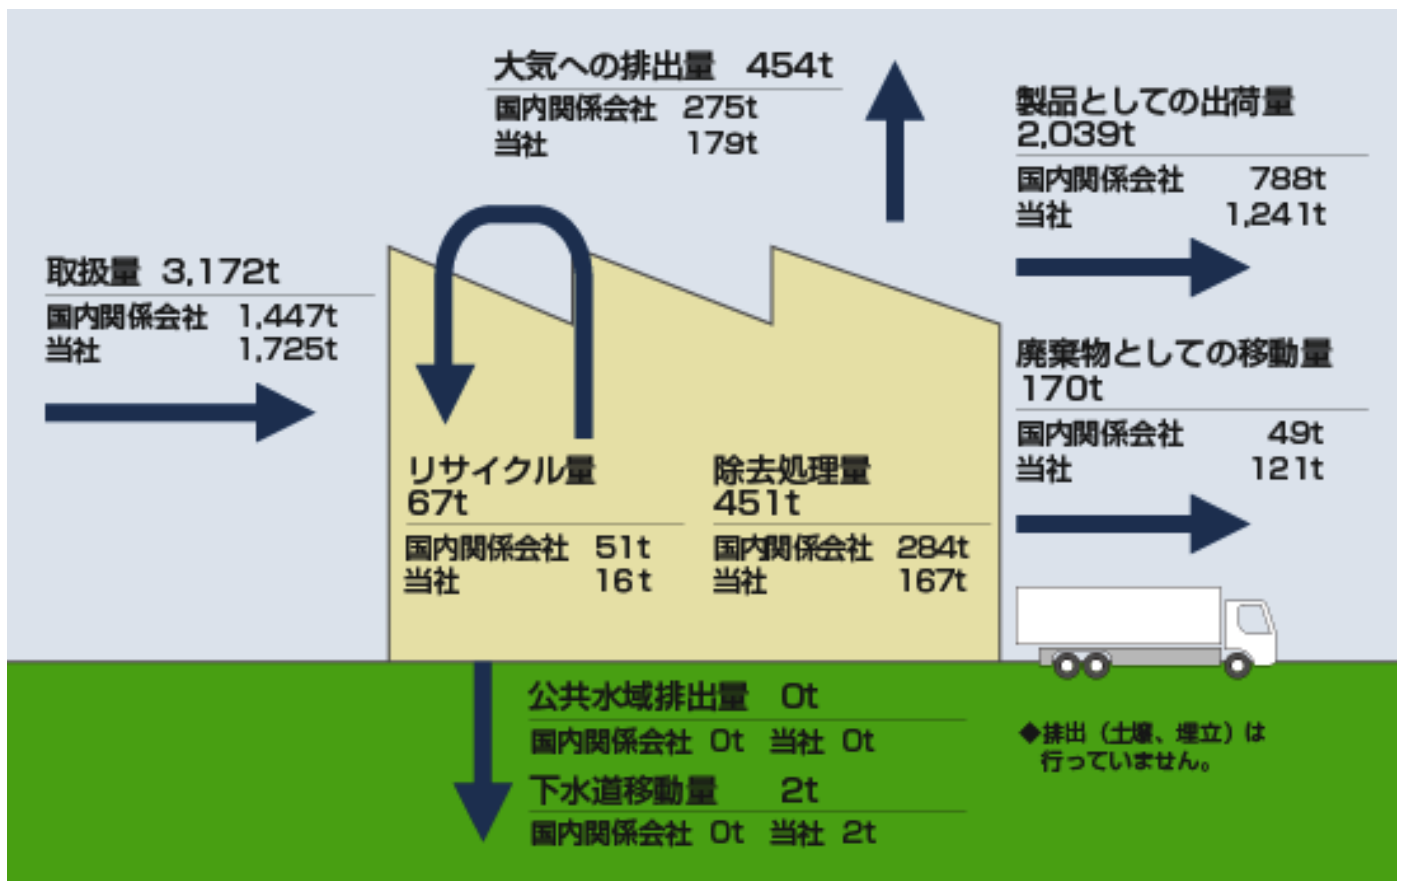 大気への排出量 454t
国内関係会社 275t
当社 179t
製品としての出荷量
2,039t
国内関係会社 788t
当社 1,241t
取扱量 3,172t
国内関係会社 1,447t
当社 1,725t
廃棄物としての移動量
170t
国内関係会社 49t
当社 121t
リサイクル量
67t
国内関係会社 51t
当社 16t
除去処理量
451t
国内関係会社 284t
当社 167t
公共水域排出量 0t
国内関係会社 0t 当社 0t
下水道移動量 2t
国内関係会社 0t 当社 2t
◆排出（土壌、埋立）は
行っていません。